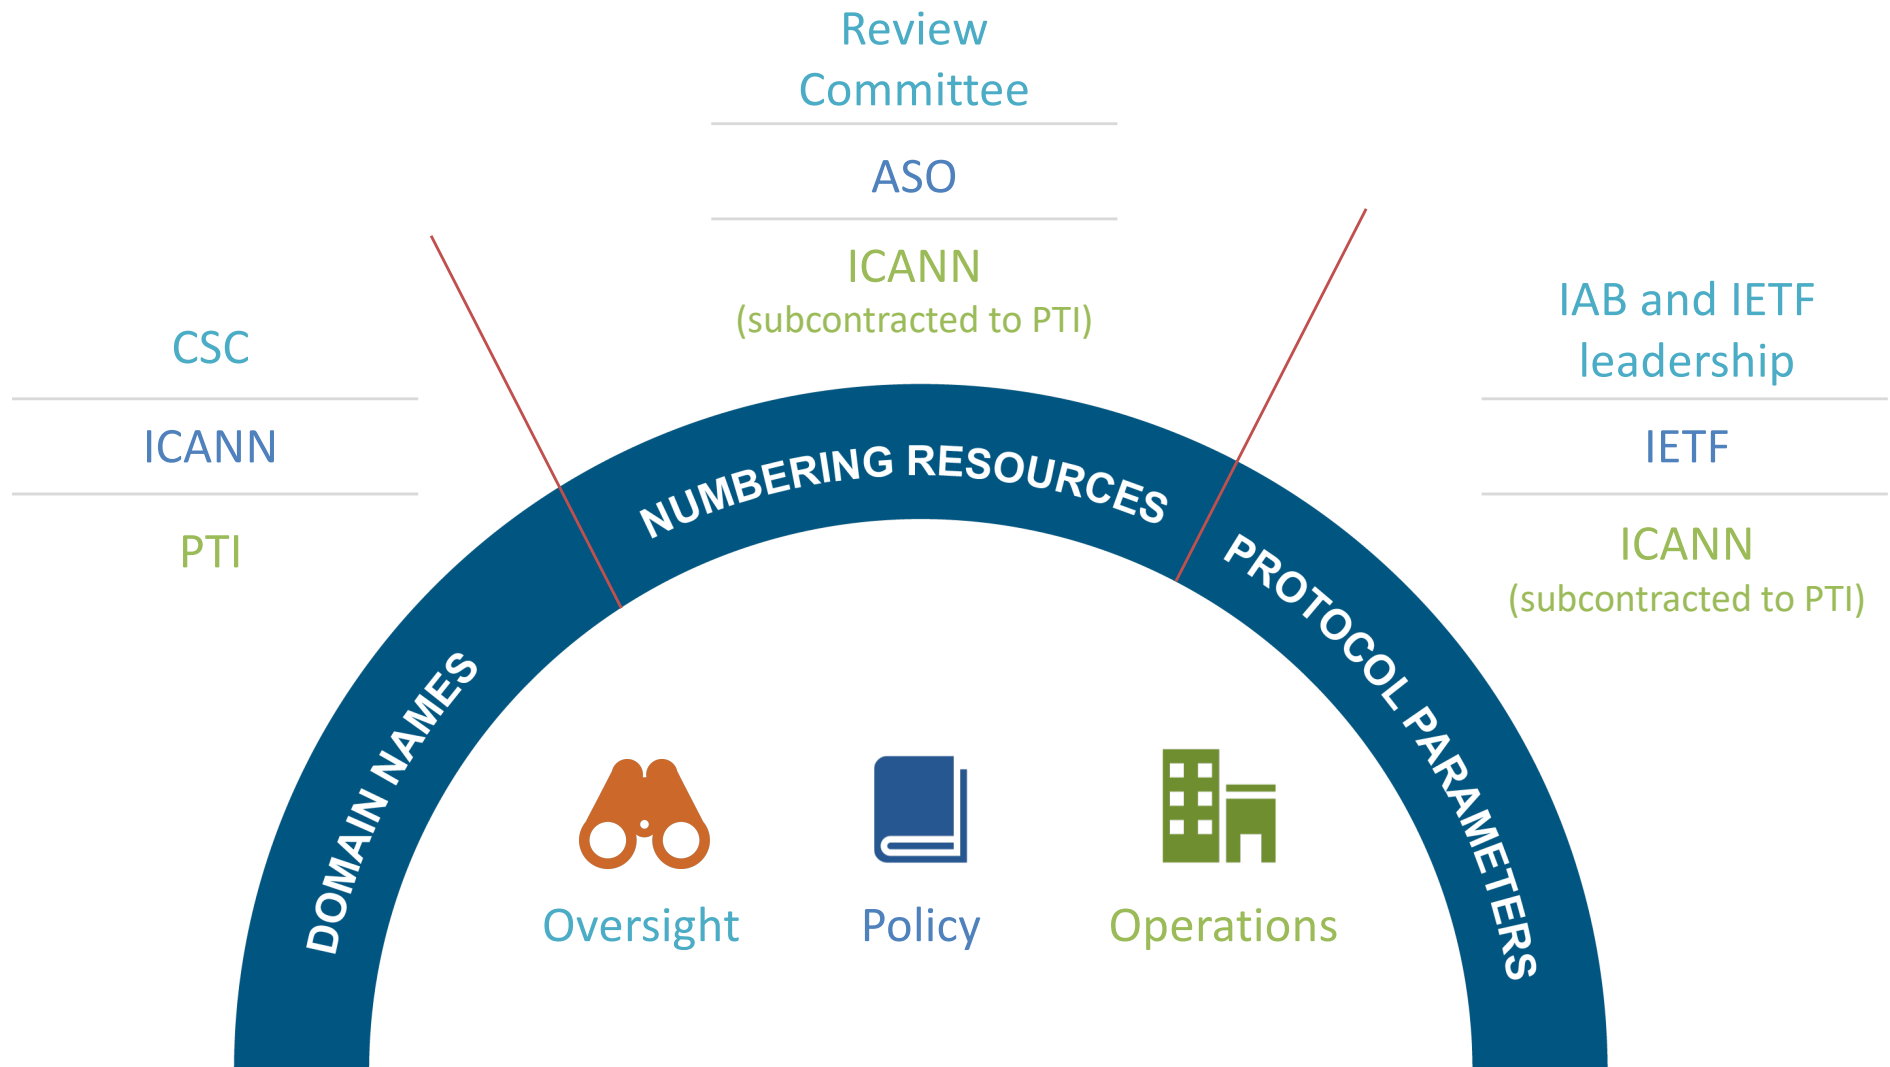 Review
Committee
ASO
ICANN
(subcontracted to PTI)
CSC
ICANN
PTI
IAB and IETF
leadership
IETF
ICANN
(subcontracted to PTI)
DOMAIN NAMES
NUMBERING RESOURCES
PROTOCOL PARAMETERS
Oversight
Policy
Operations